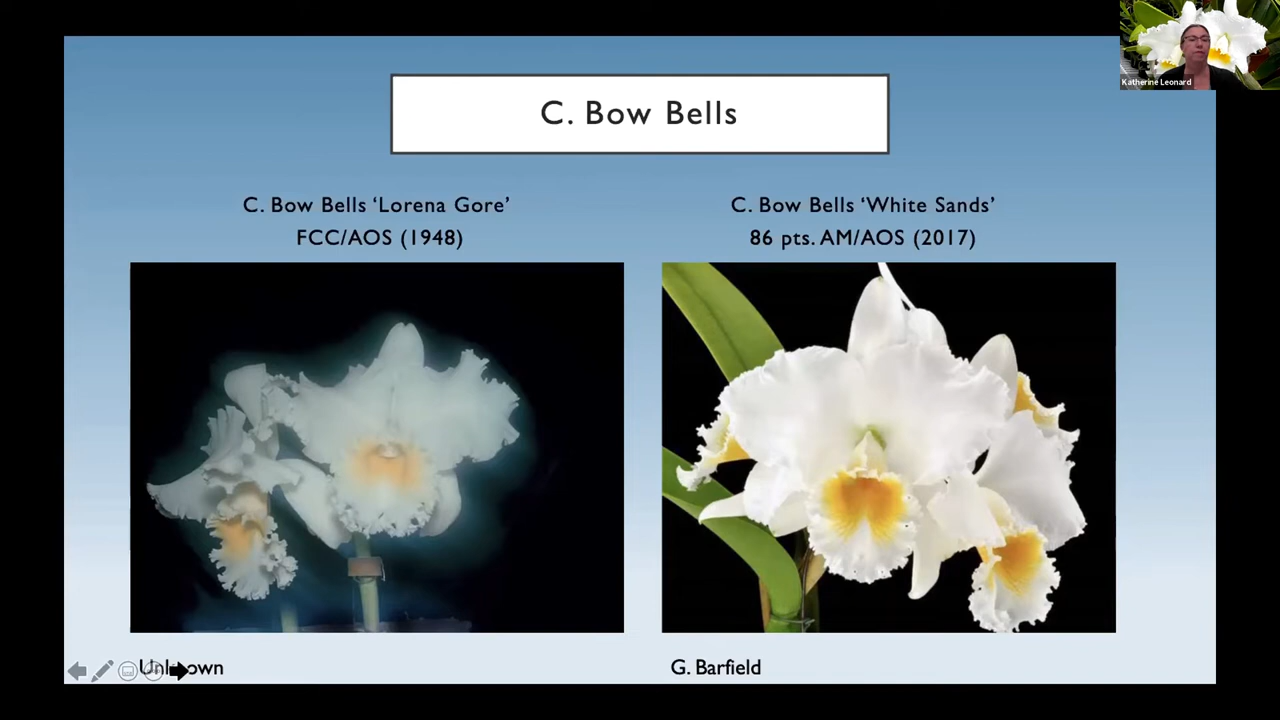 Katherine Leonard
C. Bow Bells
C. Bow Bells ‘Lorena Gore’
FCC/AOS (1948)
C. Bow Bells ‘White Sands’
86 pts. AM/AOS (2017)
G. Barfield